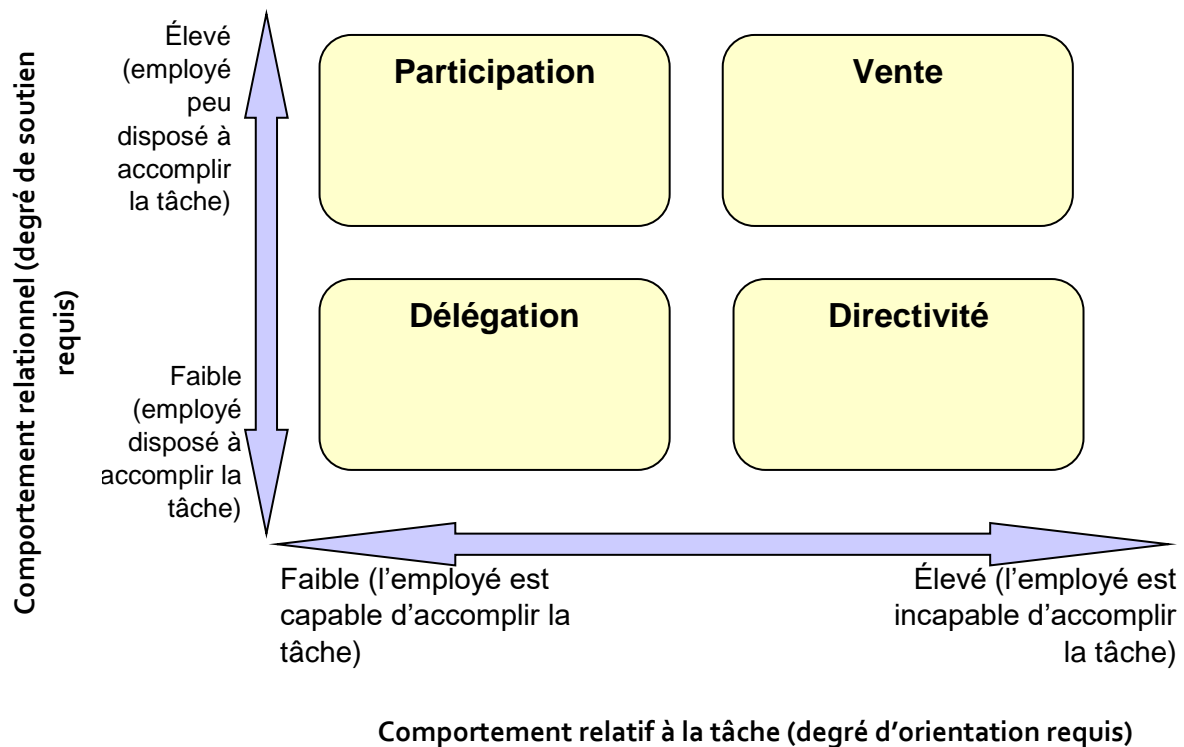 Comportement relationnel (degré de soutien
requis)
Élevé
(employé
peu
disposé à
accomplir
la tâche)
Participation
Vente
Faible
(employé
disposé à
accomplir la
tâche)
Délégation
Directivité
Faible (l’employé est
capable d’accomplir la
tâche)
Élevé (l’employé est
incapable d’accomplir
la tâche)
Comportement relatif à la tâche (degré d’orientation requis)